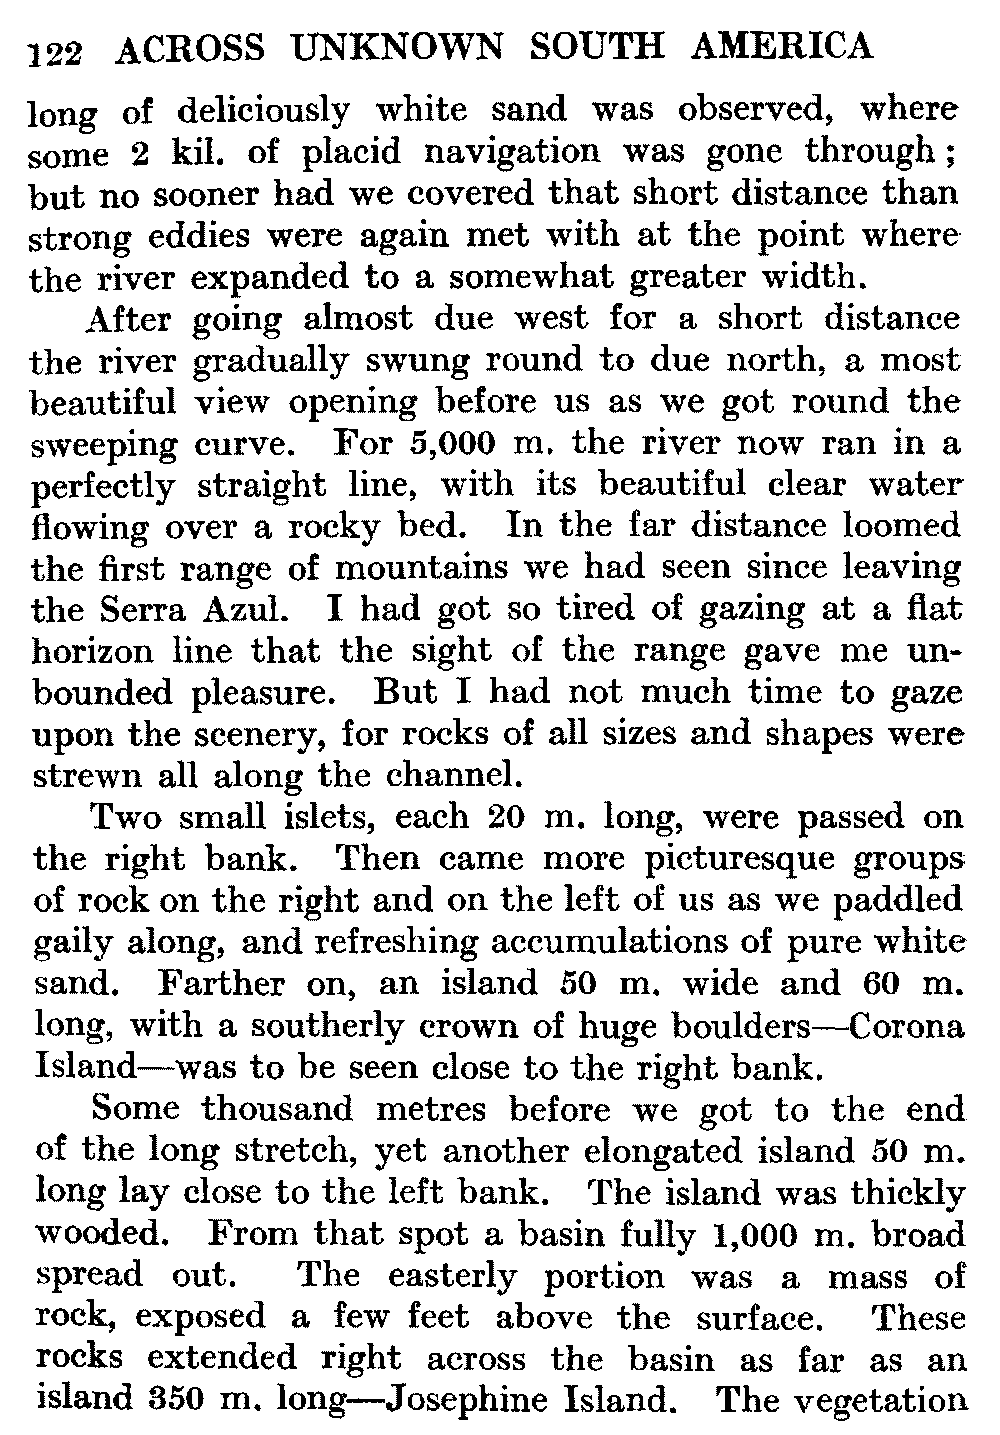 122 ACROSS UNKNOWN SOUTH AMERICA
long of deliciously white sand was observed, where
some 2 kil. of placid navigation was gone through;
but no sooner had we covered that short distance than
strong eddies were again met with at the point where
the river expanded to a somewhat greater width.
After going almost due west for a short distance
the river gradually swung round to due north, a most
beautiful view opening before us as we got round the
sweeping curve. For 5,000 m. the river now ran in a
perfectly straight line, with its beautiful clear water
flowing over a rocky bed. In the far distance loomed
the first range of mountains we had seen since leaving
the Serra Azul. I had got so tired of gazing at a flat
horizon line that the sight of the range gave me un-
bounded pleasure. But I had not much time to gaze
upon the scenery, for rocks of all sizes and shapes were
strewn all along the channel.
Two small islets, each 20 m. long, were passed on
the right bank. Then came more picturesque groups
of rock on the right and on the left of us as we paddled
gaily along, and refreshing accumulations of pure white
sand. Farther on, an island 50 m. wide and 60 m.
long, with a southerly crown of huge boulders—Corona
Island—was to be seen close to the right bank.
Some thousand metres before we got to the end
of the long stretch, yet another elongated island 50 m.
long lay close to the left bank. The island was thickly
wooded. From that spot a basin fully 1,000 m. broad
spread out. The easterly portion was a mass of
rock, exposed a few feet above the surface. These
rocks extended right across the basin as far as an
island 350 m. long—Josephine Island. The vegetation